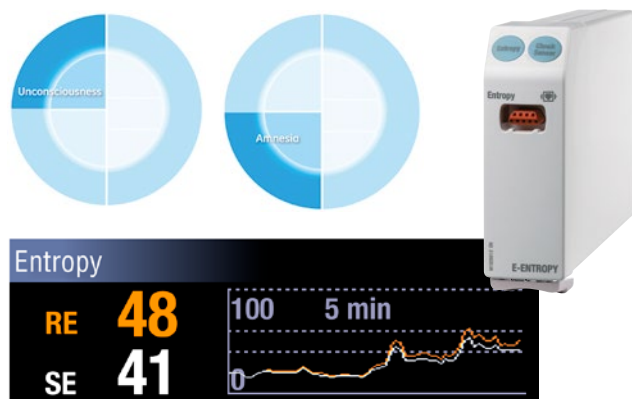 Unconsciousness
Amnesia
Entropy
Check
Sensor
Entropy
E-ENTROPY
Entropy
RE 48
SE 41
100 5 min
0